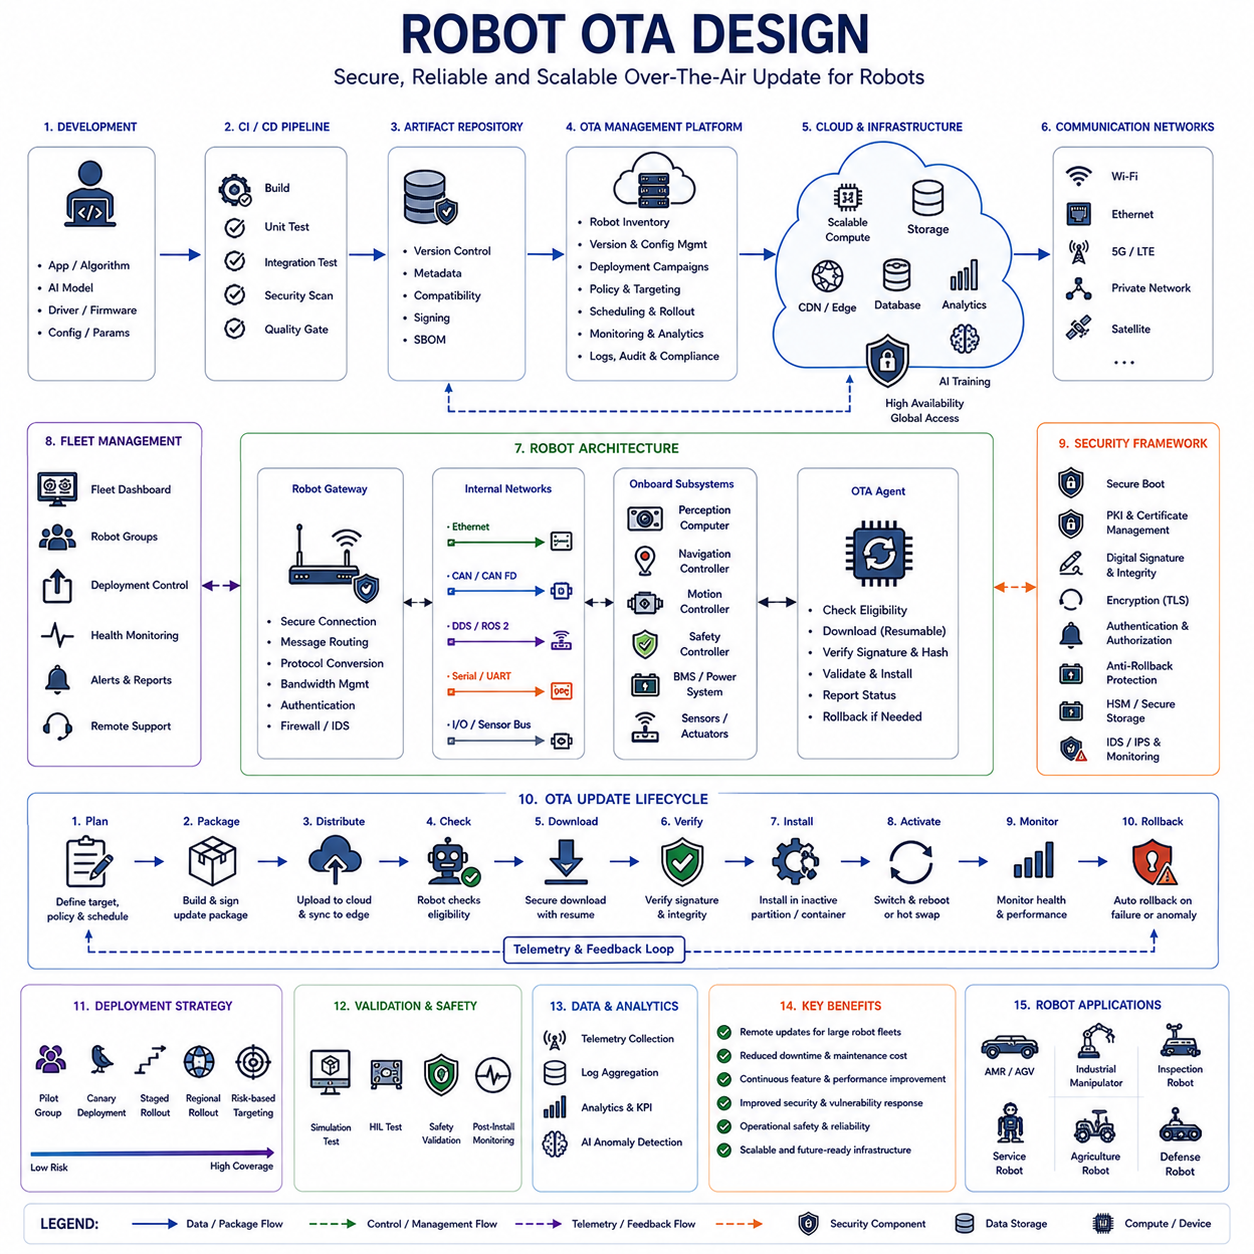 ROBOT OTA DESIGN
Secure, Reliable and Scalable Over-The-Air Update for Robots
1. DEVELOPMENT
• App / Algorithm
• AI Model
• Driver / Firmware
• Config / Params
2. CI / CD PIPELINE
Build
Unit Test
Integration Test
Security Scan
Quality Gate
3. ARTIFACT REPOSITORY
• Version Control
• Metadata
• Compatibility
• Signing
• SBOM
4. OTA MANAGEMENT PLATFORM
• Robot Inventory
• Version & Config Mgmt
• Deployment Campaigns
• Policy & Targeting
• Scheduling & Rollout
• Monitoring & Analytics
• Logs, Audit & Compliance
5. CLOUD & INFRASTRUCTURE
Scalable
Compute
Storage
CDN / Edge
Database
Analytics
AI Training
High Availability
Global Access
6. COMMUNICATION NETWORKS
Wi-Fi
Ethernet
5G / LTE
Private Network
Satellite
...
8. FLEET MANAGEMENT
Fleet Dashboard
Robot Groups
Deployment Control
Health Monitoring
Alerts & Reports
Remote Support
7. ROBOT ARCHITECTURE
Robot Gateway
• Secure Connection
• Message Routing
• Protocol Conversion
• Bandwidth Mgmt
• Authentication
• Firewall / IDS
Internal Networks
• Ethernet
• CAN / CAN FD
• DDS / ROS 2
• Serial / UART
• I/O / Sensor Bus
Onboard Subsystems
Perception
Computer
Navigation
Controller
Motion
Controller
Safety
Controller
BMS / Power
System
Sensors /
Actuators
OTA Agent
• Check Eligibility
• Download (Resumable)
• Verify Signature & Hash
• Validate & Install
• Report Status
• Rollback if Needed
9. SECURITY FRAMEWORK
Secure Boot
PKI & Certificate
Management
Digital Signature
& Integrity
Encryption (TLS)
Authentication &
Authorization
Anti-Rollback
Protection
HSM / Secure
Storage
IDS / IPS &
Monitoring
10. OTA UPDATE LIFECYCLE
1. Plan
Define target,
policy & schedule
2. Package
Build & sign
update package
3. Distribute
Upload to cloud
& sync to edge
4. Check
Robot checks
eligibility
5. Download
Secure download
with resume
6. Verify
Verify signature
& integrity
7. Install
Install in inactive
partition / container
8. Activate
Switch & reboot
or hot swap
9. Monitor
Monitor health
& performance
10. Rollback
Auto rollback on
failure or anomaly
Telemetry & Feedback Loop
11. DEPLOYMENT STRATEGY
Pilot
Group
Canary
Deployment
Staged
Rollout
Regional
Rollout
Risk-based
Targeting
Low Risk
High Coverage
12. VALIDATION & SAFETY
Simulation
Test
HIL Test
Safety
Validation
Post-Install
Monitoring
13. DATA & ANALYTICS
Telemetry Collection
Log Aggregation
Analytics & KPI
AI Anomaly Detection
14. KEY BENEFITS
Remote updates for large robot fleets
Reduced downtime & maintenance cost
Continuous feature & performance improvement
Improved security & vulnerability response
Operational safety & reliability
Scalable and future-ready infrastructure
15. ROBOT APPLICATIONS
AMR / AGV
Industrial
Manipulator
Inspection
Robot
Service
Robot
Agriculture
Robot
Defense
Robot
LEGEND:
Data / Package Flow
Control / Management Flow
Telemetry / Feedback Flow
Security Component
Data Storage
Compute / Device